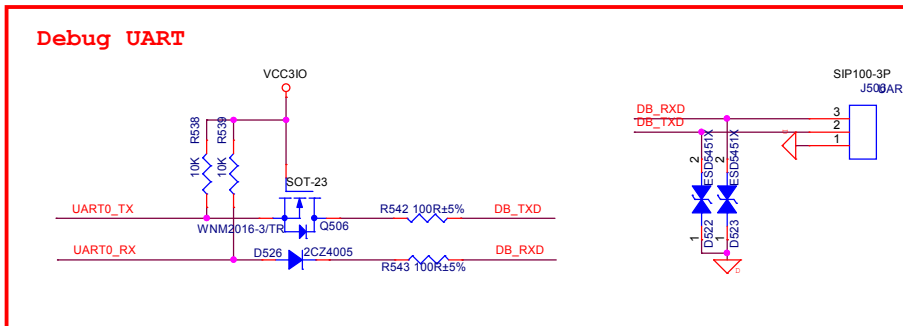 Debug UART
VCC3IO
SIP100-3P
J506
UAR
R538
R539
10K
10K
SOT-23
DB_RXD
DB_TXD
3
2
1
2
2
ESD5451X
ESD5451X
UART0_TX
WNM2016-3/TR
Q506
R542 100R±5%
DB_TXD
UART0_RX
D526
2CZ4005
R543 100R±5%
DB_RXD
1
1
D522
D523
D